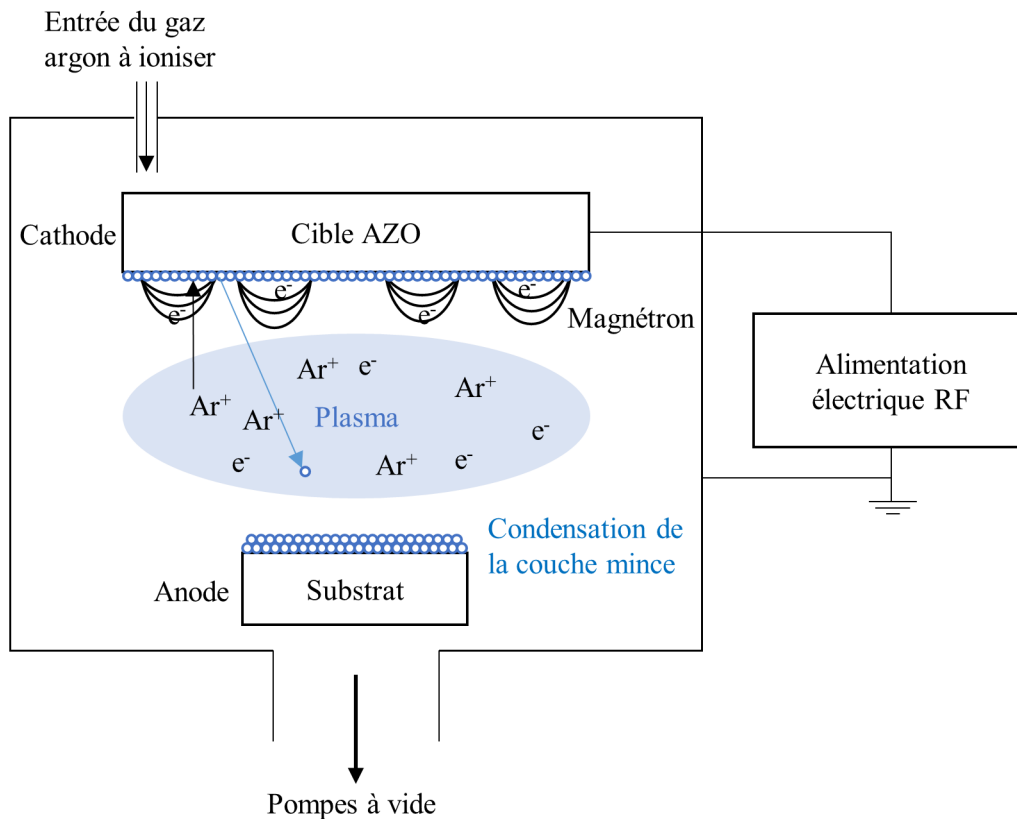 Entrée du gaz
argon à ioniser
Cathode
Cible AZO
e⁻
e⁻
e⁻
e⁻
Magnétron
Ar⁺
e⁻
Ar⁺
Ar⁺
Ar⁺
Plasma
e⁻
e⁻
Ar⁺
e⁻
Alimentation
électrique RF
Condensation de
la couche mince
Anode
Substrat
Pompes à vide